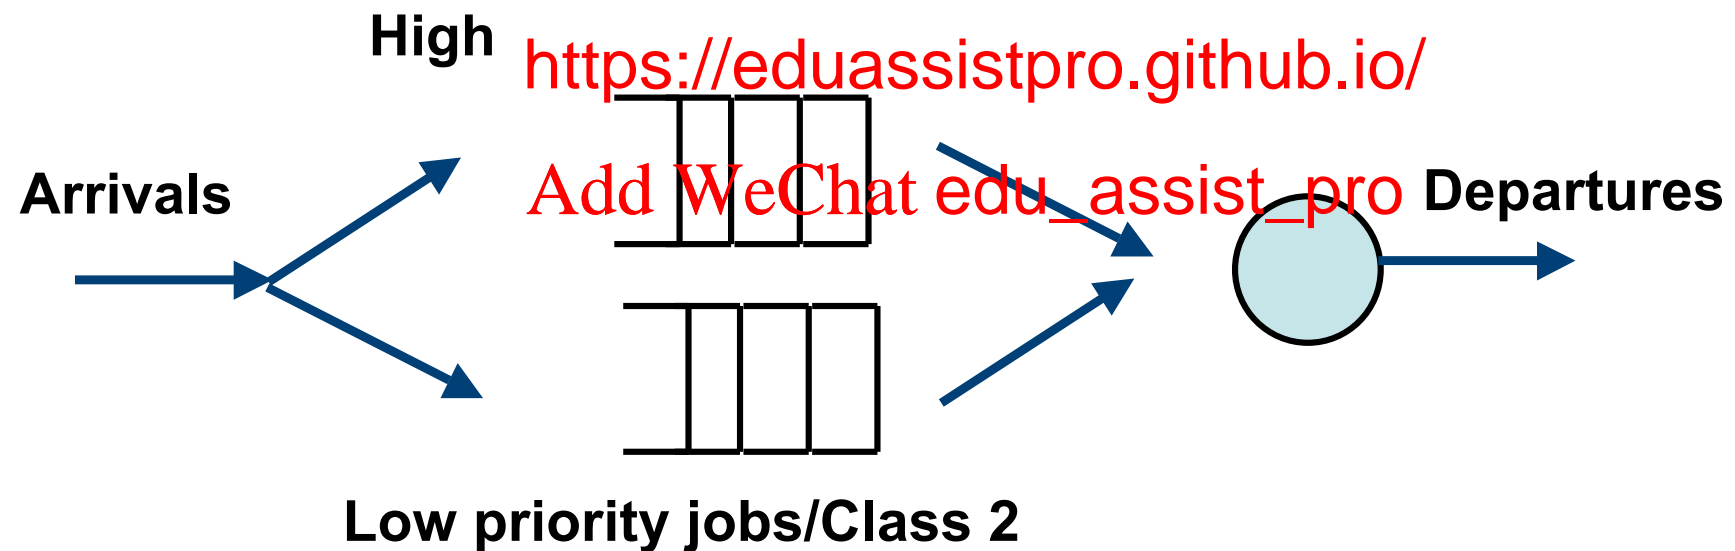 High
https://eduassistpro.github.io/
Arrivals
Add WeChat edu_assist_pro
Departures
Low priority jobs/Class 2